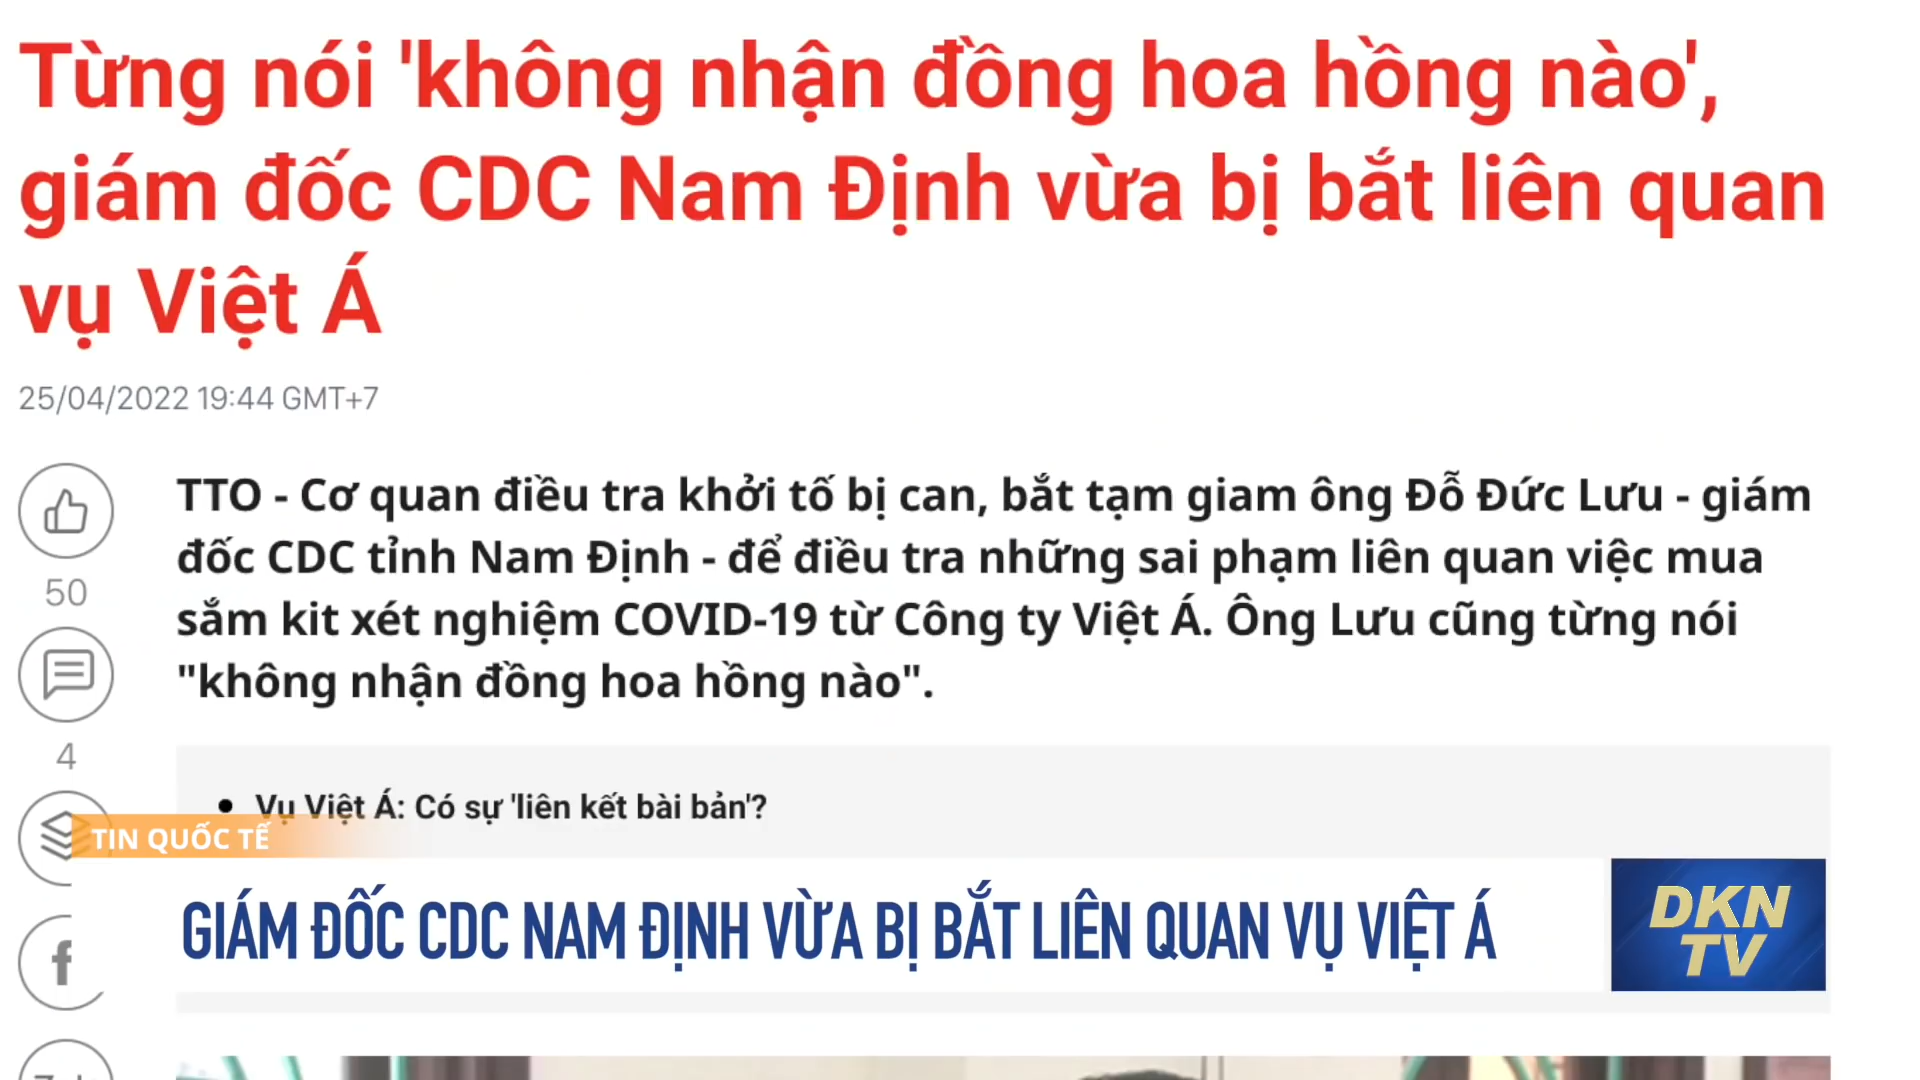 Từng nói 'không nhận đồng hoa hồng nào',
giám đốc CDC Nam Định vừa bị bắt liên quan
vụ Việt Á
25/04/2022 19:44 GMT+7
TTO - Cơ quan điều tra khởi tố bị can, bắt tạm giam ông Đỗ Đức Lưu - giám
đốc CDC tỉnh Nam Định - để điều tra những sai phạm liên quan việc mua
sắm kit xét nghiệm COVID-19 từ Công ty Việt Á. Ông Lưu cũng từng nói
"không nhận đồng hoa hồng nào".
50
4
• Vụ Việt Á: Có sự 'liên kết bài bản'?
TIN QUỐC TẾ
GIÁM ĐỐC CDC NAM ĐỊNH VỪA BỊ BẮT LIÊN QUAN VỤ VIỆT Á
DKN
TV